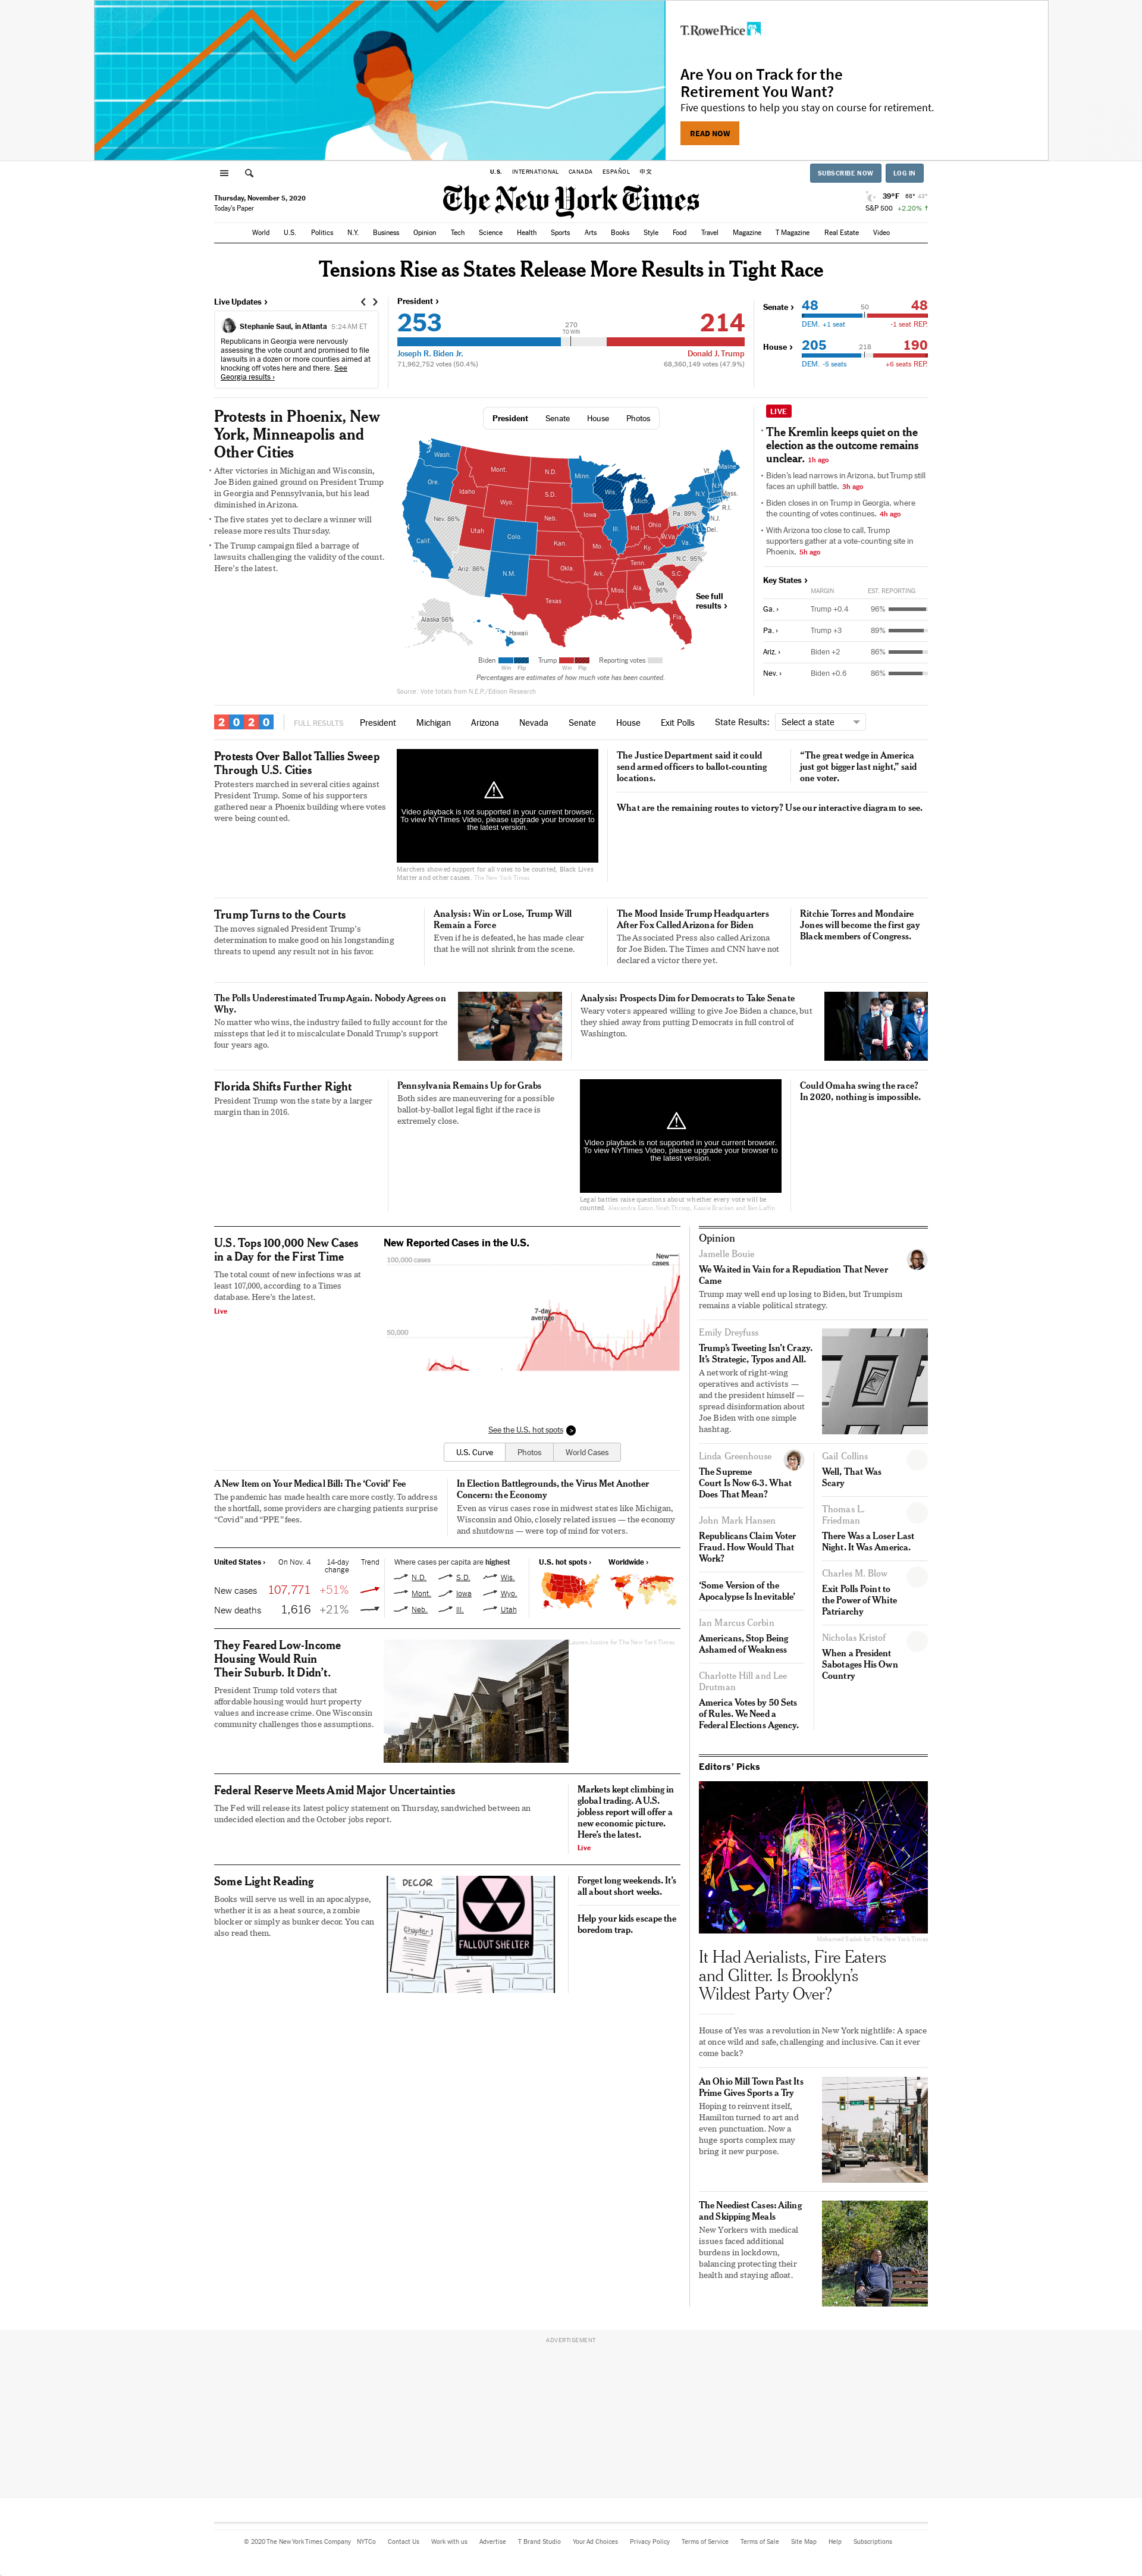 T.RowePrice
Are You on Track for the
Retirement You Want?
Five questions to help you stay on course for retirement.
READ NOW
U.S. INTERNATIONAL CANADA ESPAÑOL 中文
SUBSCRIBE NOW LOG IN
The New York Times
Thursday, November 5, 2020
Today's Paper
39°F 68° 43°
S&P 500 +2.20%
World U.S. Politics N.Y. Business Opinion Tech Science Health Sports Arts Books Style Food Travel Magazine T Magazine Real Estate Video
Tensions Rise as States Release More Results in Tight Race
Live Updates ›
Stephanie Saul, in Atlanta 5:24 AM ET
Republicans in Georgia were nervously
assessing the vote count and promised to file
lawsuits in a dozen or more counties aimed at
knocking off votes here and there. See
Georgia results ›
President ›
253 270 214
TO WIN
Joseph R. Biden Jr. Donald J. Trump
71,962,752 votes (50.4%) 68,360,149 votes (47.9%)
Senate › 48 50 48
DEM. +1 seat -1 seat REP.
House › 205 218 190
DEM. -5 seats +6 seats REP.
Protests in Phoenix, New
York, Minneapolis and
Other Cities
After victories in Michigan and Wisconsin,
Joe Biden gained ground on President Trump
in Georgia and Pennsylvania, but his lead
diminished in Arizona.
The five states yet to declare a winner will
release more results Thursday.
The Trump campaign filed a barrage of
lawsuits challenging the validity of the count.
Here's the latest.
President Senate House Photos
Wash. Mont. N.D. Minn. Vt. Maine
Ore. Idaho S.D. Wis. Mich. N.Y. N.H. Mass.
Wyo. Conn. R.I.
Nev. 86% Neb. Iowa Pa. 89% N.J.
Utah Colo. Ill. Ind. Ohio W.Va. Del.
Calif. Kan. Mo. Ky. Va.
Ariz. 86% N.M. Okla. Ark. Tenn. N.C. 95%
Texas La. Miss. Ala. Ga. 96% S.C.
Fla.
Alaska 56% Hawaii
See full
results ›
Biden Trump Reporting votes
Win Flip Win Flip
Percentages are estimates of how much vote has been counted.
Source: Vote totals from N.E.P./Edison Research
LIVE
The Kremlin keeps quiet on the
election as the outcome remains
unclear. 1h ago
Biden's lead narrows in Arizona, but Trump still
faces an uphill battle. 3h ago
Biden closes in on Trump in Georgia, where
the counting of votes continues. 4h ago
With Arizona too close to call, Trump
supporters gather at a vote-counting site in
Phoenix. 5h ago
Key States ›
MARGIN EST. REPORTING
Ga. › Trump +0.4 96%
Pa. › Trump +3 89%
Ariz. › Biden +2 86%
Nev. › Biden +0.6 86%
2020 FULL RESULTS President Michigan Arizona Nevada Senate House Exit Polls State Results: Select a state
Protests Over Ballot Tallies Sweep
Through U.S. Cities
Protesters marched in several cities against
President Trump. Some of his supporters
gathered near a Phoenix building where votes
were being counted.
Video playback is not supported in your current browser.
To view NYTimes Video, please upgrade your browser to
the latest version.
Marchers showed support for all votes to be counted, Black Lives
Matter and other causes. The New York Times
The Justice Department said it could
send armed officers to ballot-counting
locations.
“The great wedge in America
just got bigger last night,” said
one voter.
What are the remaining routes to victory? Use our interactive diagram to see.
Trump Turns to the Courts
The moves signaled President Trump's
determination to make good on his longstanding
threats to upend any result not in his favor.
Analysis: Win or Lose, Trump Will
Remain a Force
Even if he is defeated, he has made clear
that he will not shrink from the scene.
The Mood Inside Trump Headquarters
After Fox Called Arizona for Biden
The Associated Press also called Arizona
for Joe Biden. The Times and CNN have not
declared a victor there yet.
Ritchie Torres and Mondaire
Jones will become the first gay
Black members of Congress.
The Polls Underestimated Trump Again. Nobody Agrees on
Why.
No matter who wins, the industry failed to fully account for the
missteps that led it to miscalculate Donald Trump's support
four years ago.
Analysis: Prospects Dim for Democrats to Take Senate
Weary voters appeared willing to give Joe Biden a chance, but
they shied away from putting Democrats in full control of
Washington.
Florida Shifts Further Right
President Trump won the state by a larger
margin than in 2016.
Pennsylvania Remains Up for Grabs
Both sides are maneuvering for a possible
ballot-by-ballot legal fight if the race is
extremely close.
Video playback is not supported in your current browser.
To view NYTimes Video, please upgrade your browser to
the latest version.
Legal battles raise questions about whether every vote will be
counted. Alexandra Eaton, Noah Throop, Kassie Bracken and Ben Laffin
Could Omaha swing the race?
In 2020, nothing is impossible.
U.S. Tops 100,000 New Cases
in a Day for the First Time
The total count of new infections was at
least 107,000, according to a Times
database. Here's the latest.
Live
New Reported Cases in the U.S.
100,000 cases
New
cases
7-day
average
50,000
See the U.S. hot spots
U.S. Curve Photos World Cases
A New Item on Your Medical Bill: The ‘Covid’ Fee
The pandemic has made health care more costly. To address
the shortfall, some providers are charging patients surprise
“Covid” and “PPE” fees.
In Election Battlegrounds, the Virus Met Another
Concern: the Economy
Even as virus cases rose in midwest states like Michigan,
Wisconsin and Ohio, closely related issues — the economy
and shutdowns — were top of mind for voters.
United States › On Nov. 4 14-day Trend
change
New cases 107,771 +51%
New deaths 1,616 +21%
Where cases per capita are highest
N.D. S.D. Wis.
Mont. Iowa Wyo.
Neb. Ill. Utah
U.S. hot spots › Worldwide ›
They Feared Low-Income
Housing Would Ruin
Their Suburb. It Didn't.
President Trump told voters that
affordable housing would hurt property
values and increase crime. One Wisconsin
community challenges those assumptions.
Lauren Justice for The New York Times
Federal Reserve Meets Amid Major Uncertainties
The Fed will release its latest policy statement on Thursday, sandwiched between an
undecided election and the October jobs report.
Markets kept climbing in
global trading. A U.S.
jobless report will offer a
new economic picture.
Here's the latest.
Live
Some Light Reading
Books will serve us well in an apocalypse,
whether it is as a heat source, a zombie
blocker or simply as bunker decor. You can
also read them.
DECOR
Chapter 1
FALLOUT SHELTER
Forget long weekends. It's
all about short weeks.
Help your kids escape the
boredom trap.
Opinion
Jamelle Bouie
We Waited in Vain for a Repudiation That Never
Came
Trump may well end up losing to Biden, but Trumpism
remains a viable political strategy.
Emily Dreyfuss
Trump's Tweeting Isn't Crazy.
It's Strategic, Typos and All.
A network of right-wing
operatives and activists —
and the president himself —
spread disinformation about
Joe Biden with one simple
hashtag.
Linda Greenhouse
The Supreme
Court Is Now 6-3. What
Does That Mean?
John Mark Hansen
Republicans Claim Voter
Fraud. How Would That
Work?
‘Some Version of the
Apocalypse Is Inevitable’
Ian Marcus Corbin
Americans, Stop Being
Ashamed of Weakness
Charlotte Hill and Lee
Drutman
America Votes by 50 Sets
of Rules. We Need a
Federal Elections Agency.
Gail Collins
Well, That Was
Scary
Thomas L.
Friedman
There Was a Loser Last
Night. It Was America.
Charles M. Blow
Exit Polls Point to
the Power of White
Patriarchy
Nicholas Kristof
When a President
Sabotages His Own
Country
Editors' Picks
Mohamed Sadek for The New York Times
It Had Aerialists, Fire Eaters
and Glitter. Is Brooklyn's
Wildest Party Over?
House of Yes was a revolution in New York nightlife: A space
at once wild and safe, challenging and inclusive. Can it ever
come back?
An Ohio Mill Town Past Its
Prime Gives Sports a Try
Hoping to reinvent itself,
Hamilton turned to art and
even punctuation. Now a
huge sports complex may
bring it new purpose.
The Neediest Cases: Ailing
and Skipping Meals
New Yorkers with medical
issues faced additional
burdens in lockdown,
balancing protecting their
health and staying afloat.
ADVERTISEMENT
© 2020 The New York Times Company NYTCo Contact Us Work with us Advertise T Brand Studio Your Ad Choices Privacy Policy Terms of Service Terms of Sale Site Map Help Subscriptions